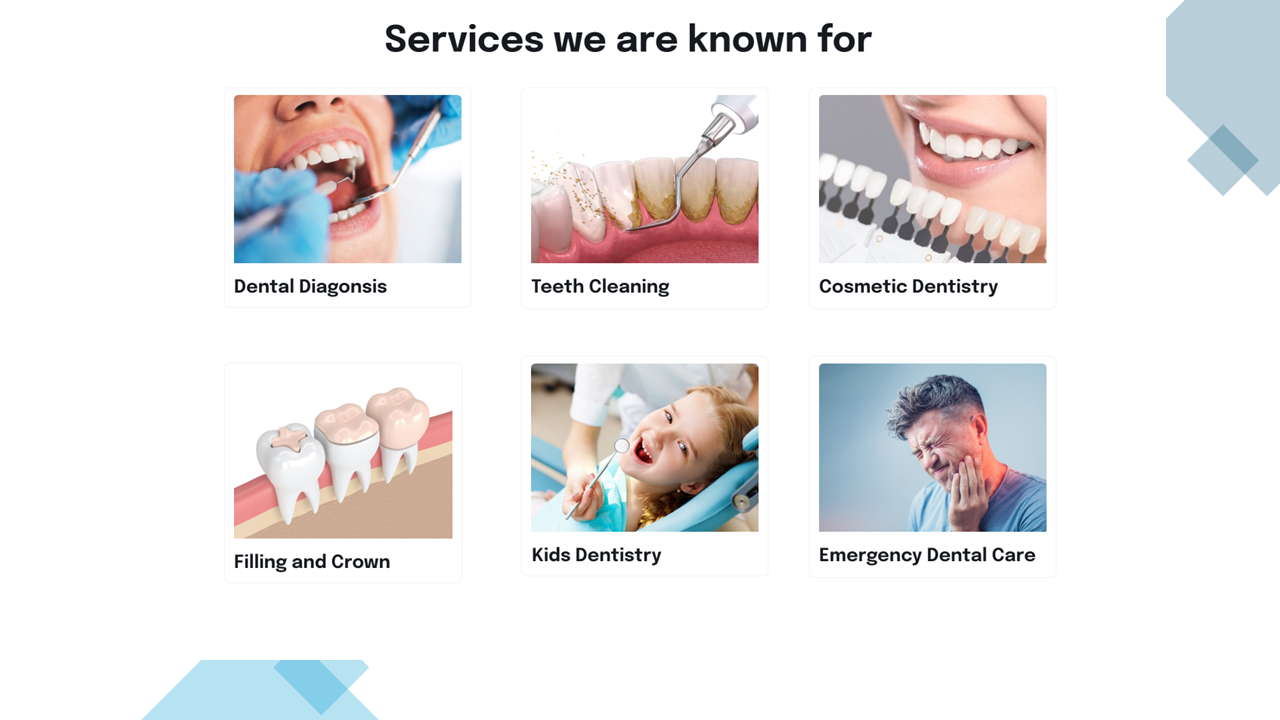 Services we are known for
Dental Diagonsis
Teeth Cleaning
Cosmetic Dentistry
Filling and Crown
Kids Dentistry
Emergency Dental Care